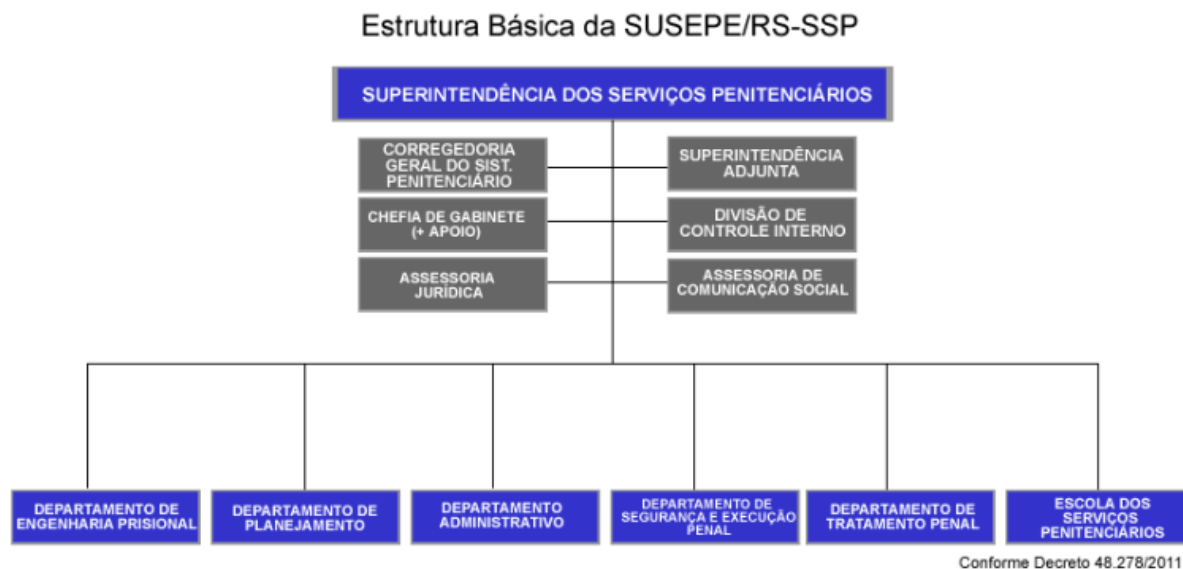 Estrutura Básica da SUSEPE/RS-SSP
SUPERINTENDÊNCIA DOS SERVIÇOS PENITENCIÁRIOS
CORREGEDORIA
GERAL DO SIST.
PENITENCIÁRIO
SUPERINTENDÊNCIA
ADJUNTA
CHEFIA DE GABINETE
(+ APOIO)
DIVISÃO DE
CONTROLE INTERNO
ASSESSORIA
JURÍDICA
ASSESSORIA DE
COMUNICAÇÃO SOCIAL
DEPARTAMENTO DE
ENGENHARIA PRISIONAL
DEPARTAMENTO DE
PLANEJAMENTO
DEPARTAMENTO
ADMINISTRATIVO
DEPARTAMENTO DE
SEGURANÇA E EXECUÇÃO
PENAL
DEPARTAMENTO DE
TRATAMENTO PENAL
ESCOLA DOS
SERVIÇOS
PENITENCIÁRIOS
Conforme Decreto 48.278/2011